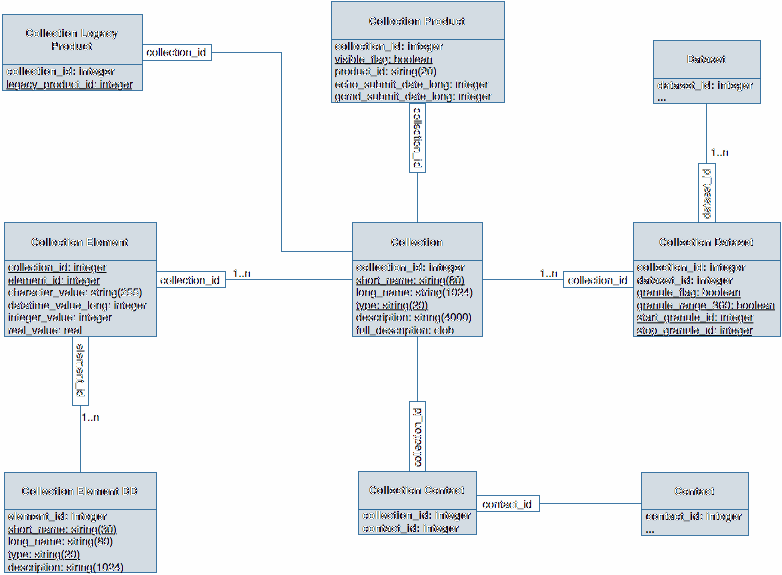 Collection Legacy
Product
collection_id: integer
legacy_product_id: integer
collection_id
Collection Product
collection_id: integer
visible_flag: boolean
product_id: string(20)
echo_submit_date_long: integer
gcmd_submit_date_long: integer
collection_id
Dataset
dataset_id: integer
...
1..n
dataset_id
Collection Element
collection_id: integer
element_id: integer
character_value: string(255)
datetime_value_long: integer
integer_value: integer
real_value: real
collection_id
1..n
Collection
collection_id: integer
short_name: string(80)
long_name: string(1024)
type: string(20)
description: string(4000)
full_description: clob
1..n
collection_id
Collection Dataset
collection_id: integer
dataset_id: integer
granule_flag: boolean
granule_range_360: boolean
start_granule_id: integer
stop_granule_id: integer
element_id
1..n
collection_id
Collection Element DD
element_id: integer
short_name: string(30)
long_name: string(80)
type: string(20)
description: string(1024)
Collection Contact
collection_id: integer
contact_id: integer
contact_id
Contact
contact_id: integer
...